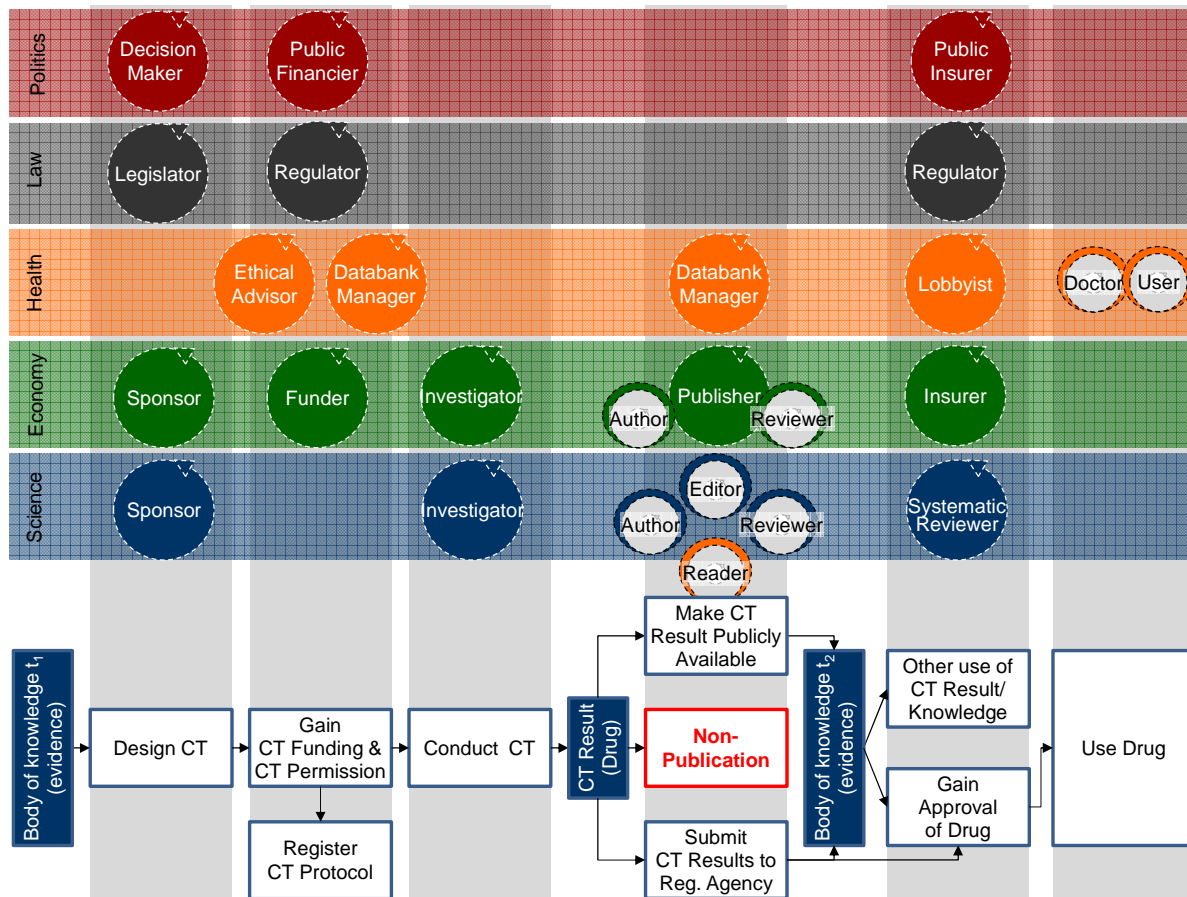 Politics
Decision
Maker
Public
Financier
Public
Insurer
Law
Legislator
Regulator
Regulator
Health
Ethical
Advisor
Databank
Manager
Databank
Manager
Lobbyist
Doctor
User
Economy
Sponsor
Funder
Investigator
Author
Publisher
Reviewer
Insurer
Science
Sponsor
Investigator
Editor
Author
Reviewer
Reader
Systematic
Reviewer
Body of knowledge t1
(evidence)
Design CT
Gain
CT Funding &
CT Permission
Register
CT Protocol
Conduct CT
CT Result
(Drug)
Make CT
Result Publicly
Available
Non-
Publication
Submit
CT Results to
Reg. Agency
Body of knowledge t2
(evidence)
Other use of
CT Result/
Knowledge
Gain
Approval
of Drug
Use Drug